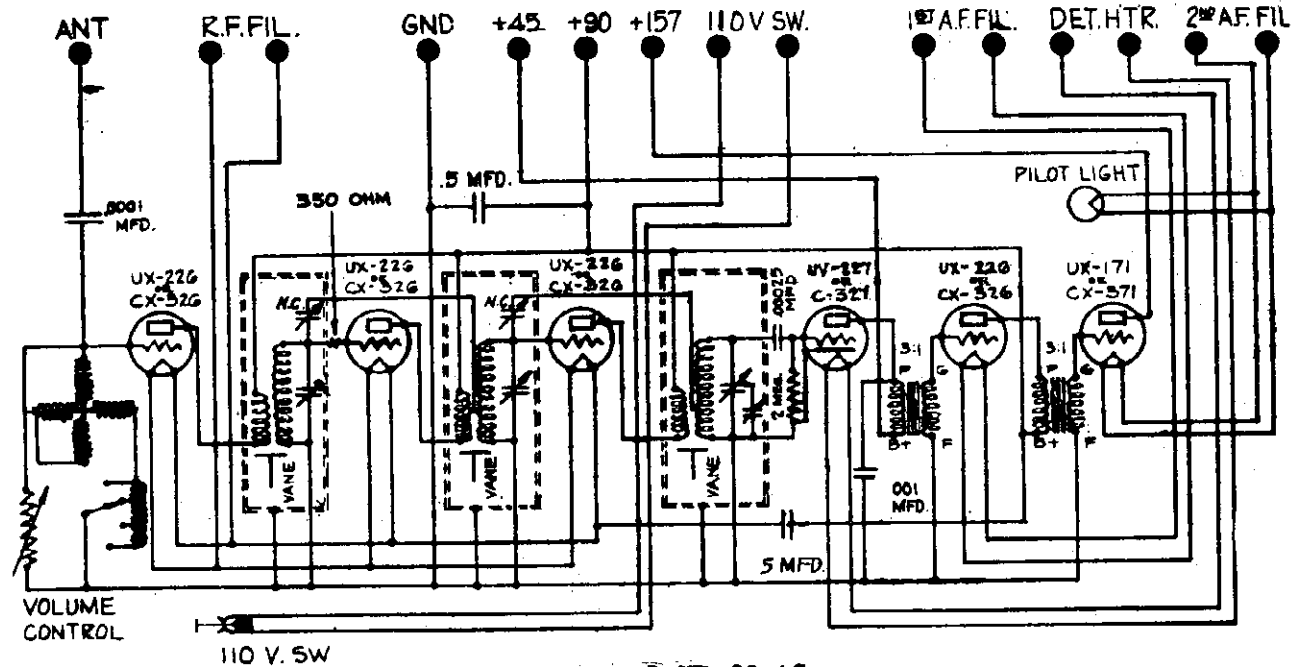 ANT R.F.FIL. GND +45 +90 +157 110V SW. 1ST A.F.FIL. DET.HTR. 2ND AF.FIL
PILOT LIGHT
.5 MFD.
350 OHM
.0001
MFD.
UX-226
OR
CX-326
UX-226
OR
CX-326
UX-226
OR
CX-326
UY-227
OR
C-327
UX-226
OR
CX-326
UX-171
OR
CX-371
N.C.
N.C.
.00025
MFD
2 MEG.
3:1
P G
B+ F
3:1
P G
B+ F
VANE
VANE
VANE
.001
MFD.
.5 MFD.
VOLUME
CONTROL
110 V. SW